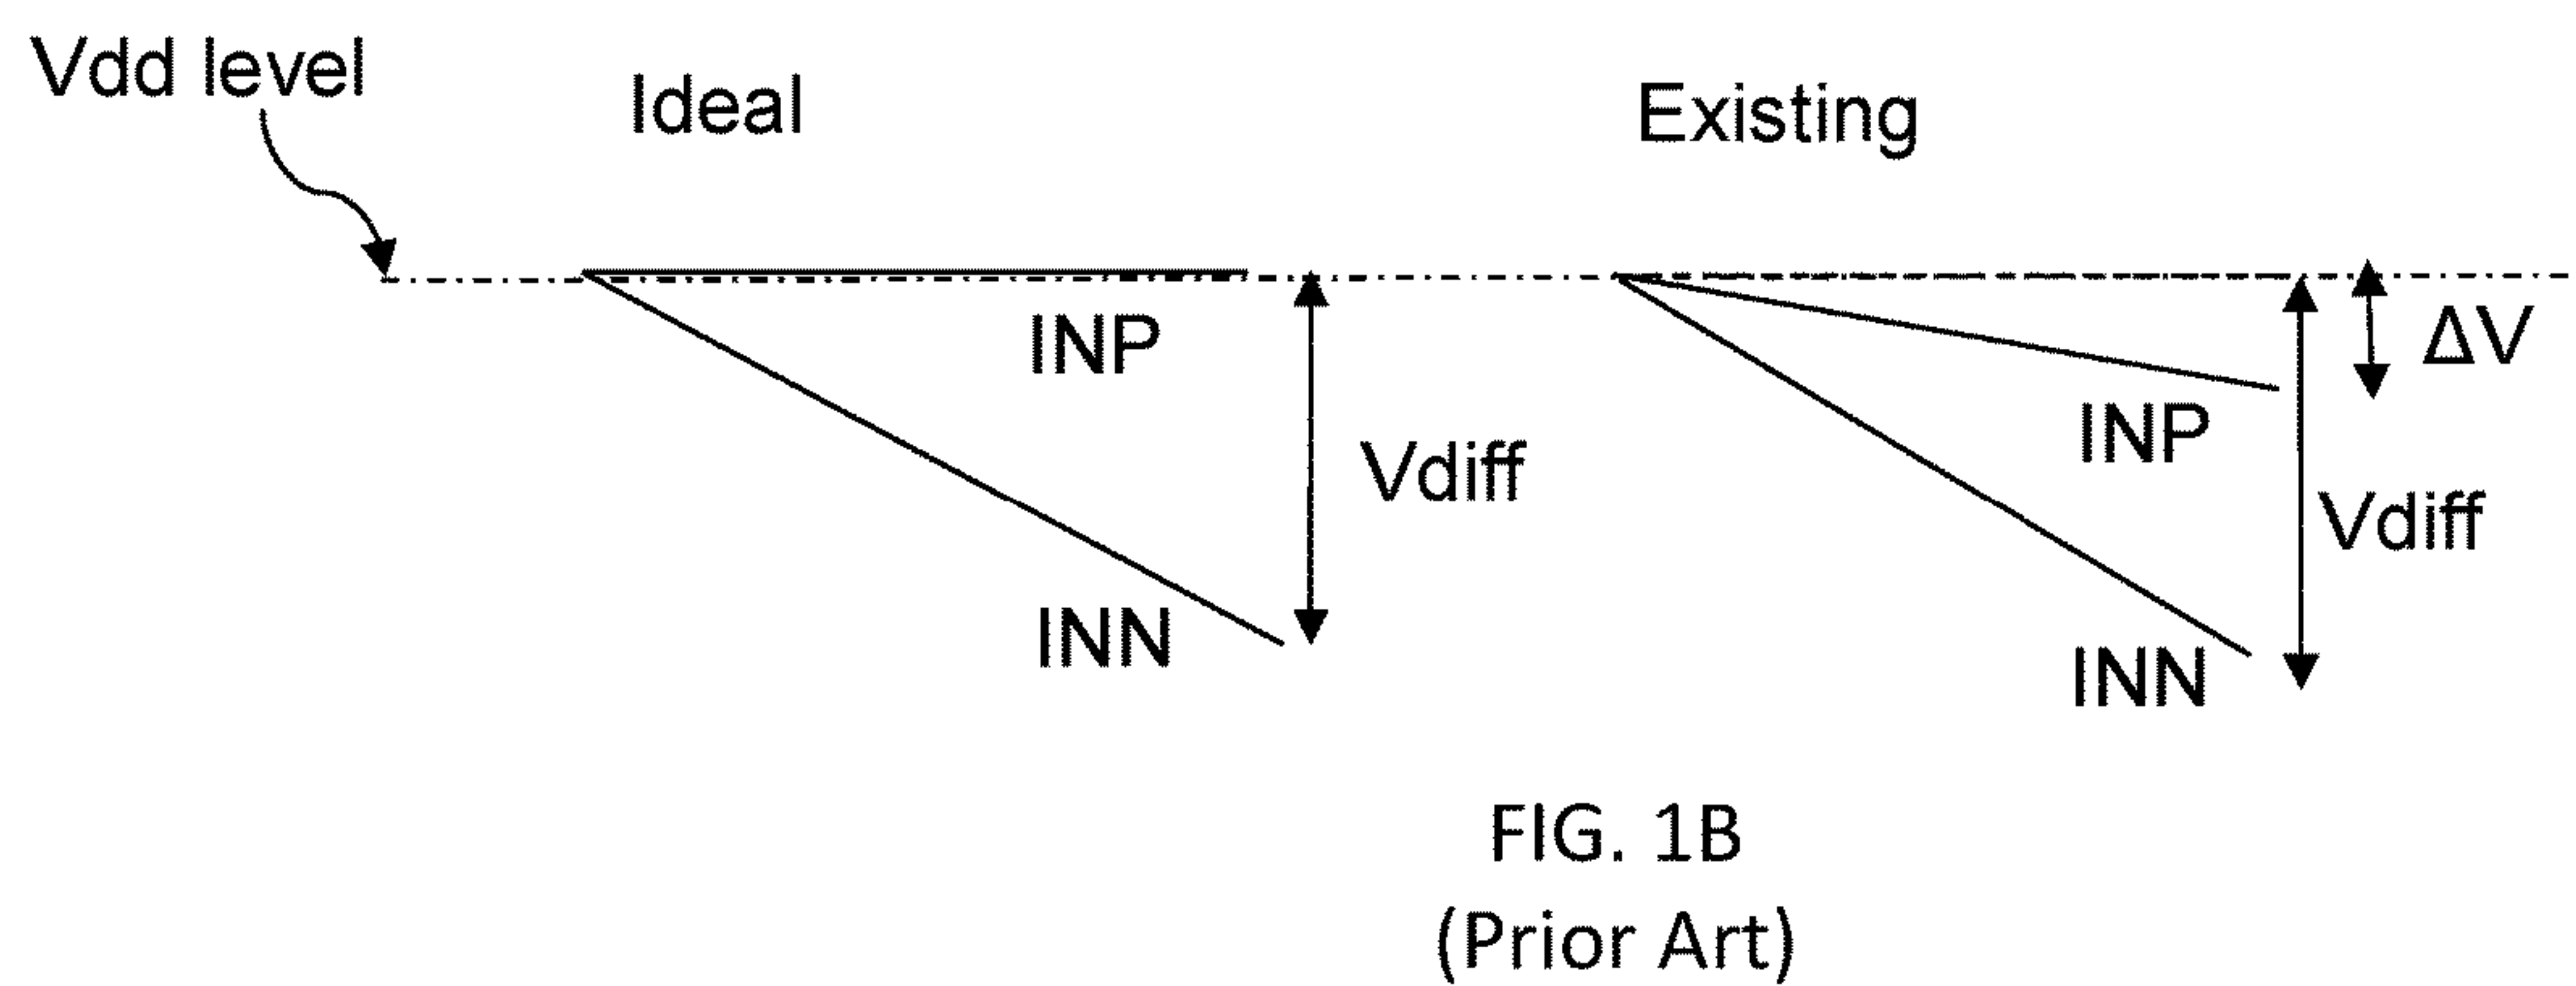 Vdd level
Ideal
Existing
INP
Vdiff
INN
ΔV
INP
Vdiff
INN
FIG. 1B
(Prior Art)